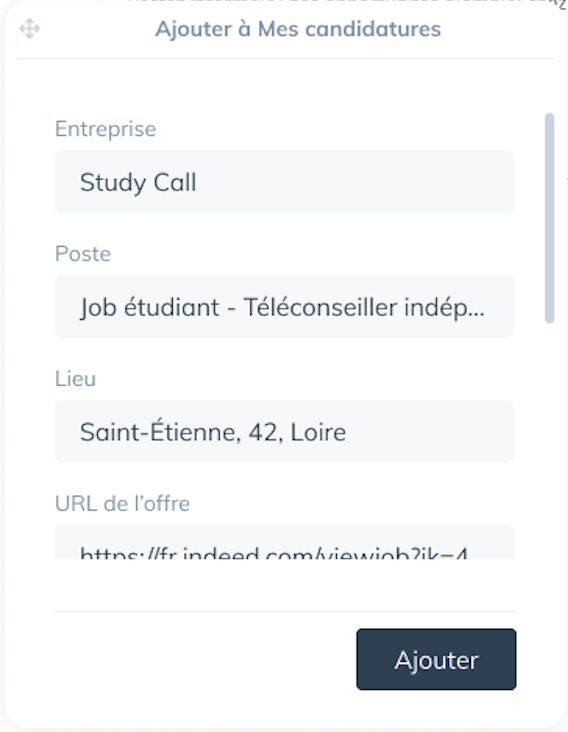 Ajouter à Mes candidatures
Entreprise
Study Call
Poste
Job étudiant - Téléconseiller indép...
Lieu
Saint-Étienne, 42, Loire
URL de l'offre
https://fr.indeed.com/viewjob?jk=4
Ajouter